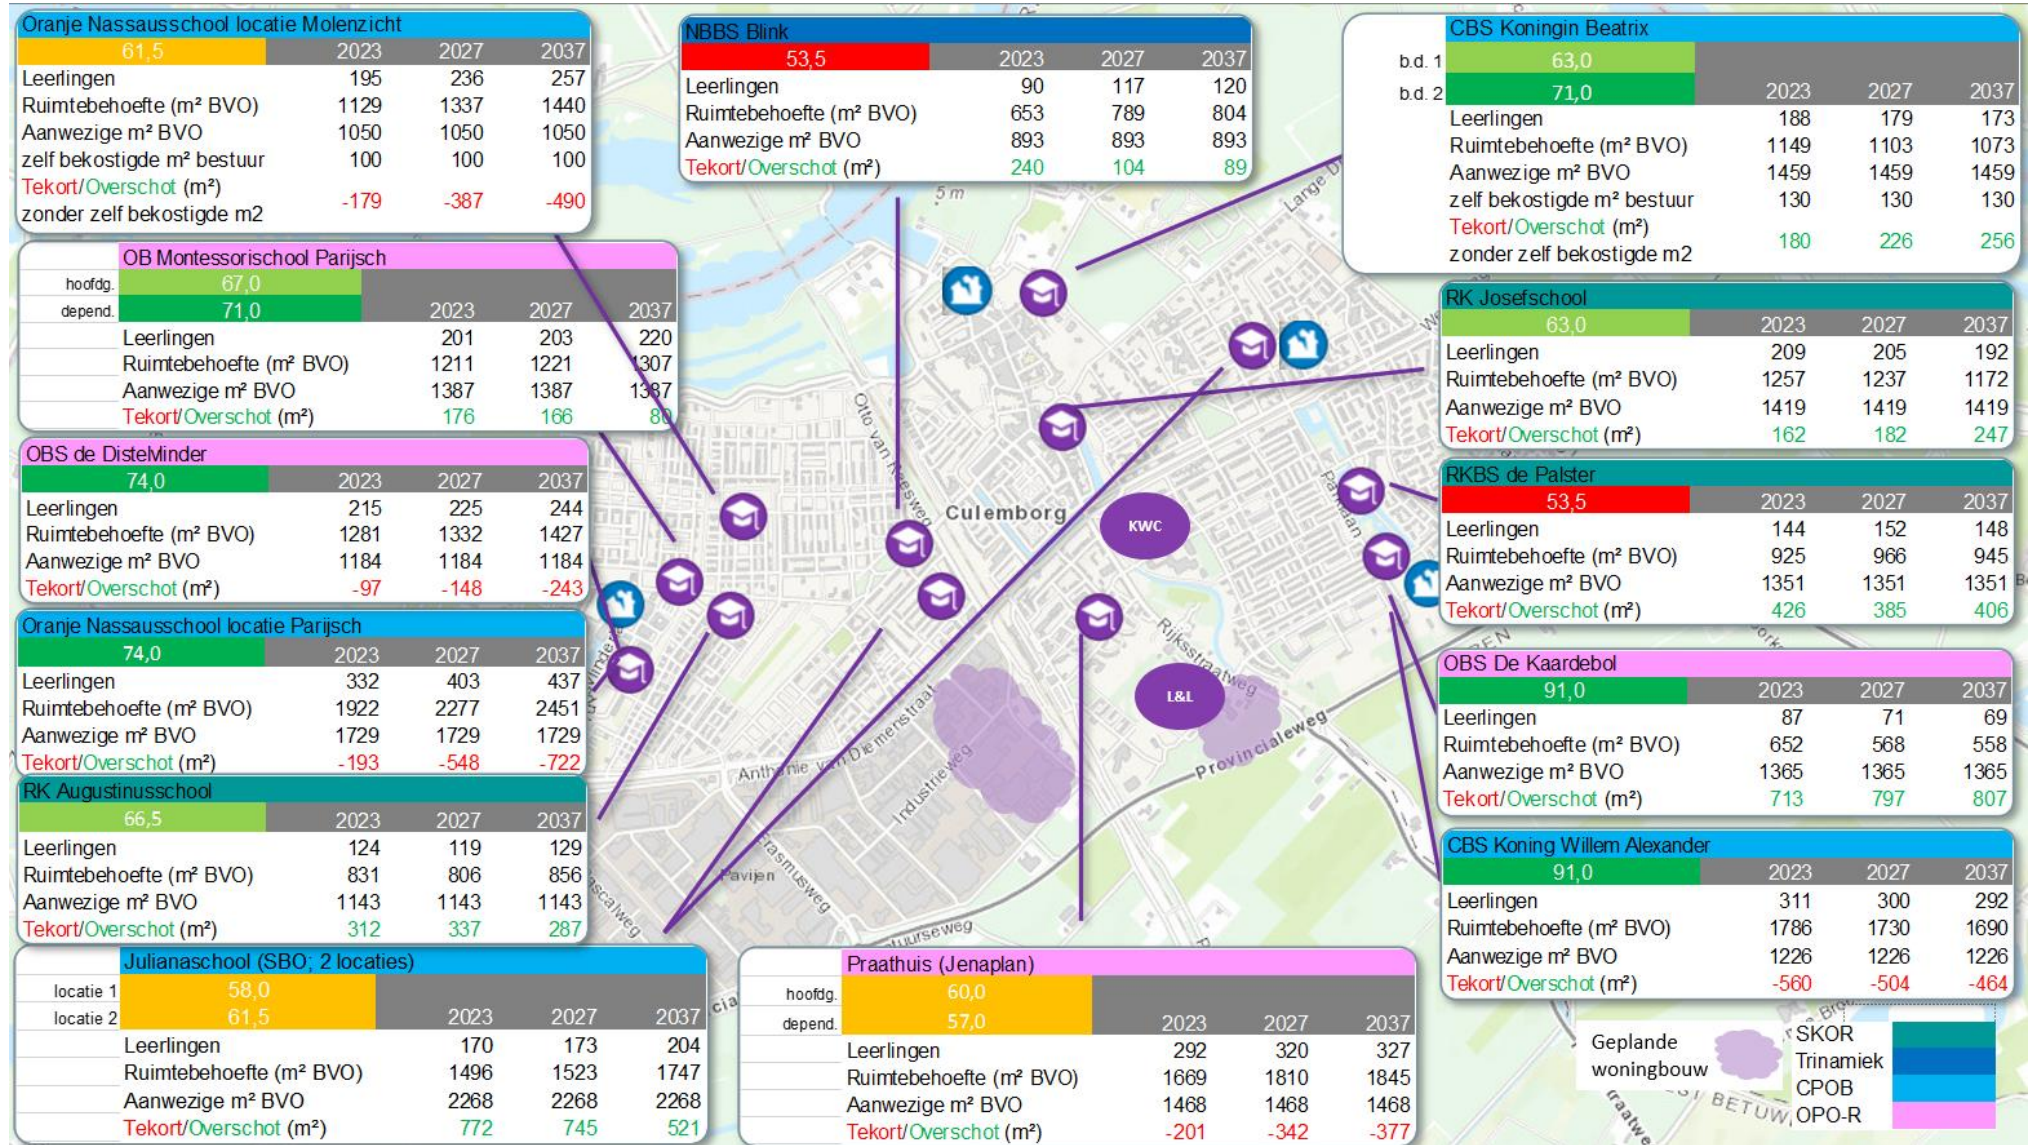 Oranje Nassausschool locatie Molenzicht
61,5 2023 2027 2037
Leerlingen 195 236 257
Ruimtebehoefte (m² BVO) 1129 1337 1440
Aanwezige m² BVO 1050 1050 1050
zelf bekostigde m² bestuur 100 100 100
Tekort/Overschot (m²)
zonder zelf bekostigde m2 -179 -387 -490
NBBS Blink
53,5 2023 2027 2037
Leerlingen 90 117 120
Ruimtebehoefte (m² BVO) 653 789 804
Aanwezige m² BVO 893 893 893
Tekort/Overschot (m²) 240 104 89
CBS Koningin Beatrix
b.d. 1 63,0
b.d. 2 71,0 2023 2027 2037
Leerlingen 188 179 173
Ruimtebehoefte (m² BVO) 1149 1103 1073
Aanwezige m² BVO 1459 1459 1459
zelf bekostigde m² bestuur 130 130 130
Tekort/Overschot (m²)
zonder zelf bekostigde m2 180 226 256
OB Montessorischool Parijsch
hoofdg. 67,0
depend. 71,0 2023 2027 2037
Leerlingen 201 203 220
Ruimtebehoefte (m² BVO) 1211 1221 1307
Aanwezige m² BVO 1387 1387 1387
Tekort/Overschot (m²) 176 166 80
RK Josefschool
63,0 2023 2027 2037
Leerlingen 209 205 192
Ruimtebehoefte (m² BVO) 1257 1237 1172
Aanwezige m² BVO 1419 1419 1419
Tekort/Overschot (m²) 162 182 247
OBS de DisteMinder
74,0 2023 2027 2037
Leerlingen 215 225 244
Ruimtebehoefte (m² BVO) 1281 1332 1427
Aanwezige m² BVO 1184 1184 1184
Tekort/Overschot (m²) -97 -148 -243
RKBS de Palster
53,5 2023 2027 2037
Leerlingen 144 152 148
Ruimtebehoefte (m² BVO) 925 966 945
Aanwezige m² BVO 1351 1351 1351
Tekort/Overschot (m²) 426 385 406
Oranje Nassausschool locatie Parijsch
74,0 2023 2027 2037
Leerlingen 332 403 437
Ruimtebehoefte (m² BVO) 1922 2277 2451
Aanwezige m² BVO 1729 1729 1729
Tekort/Overschot (m²) -193 -548 -722
OBS De Kaardebol
91,0 2023 2027 2037
Leerlingen 87 71 69
Ruimtebehoefte (m² BVO) 652 568 558
Aanwezige m² BVO 1365 1365 1365
Tekort/Overschot (m²) 713 797 807
RK Augustinusschool
66,5 2023 2027 2037
Leerlingen 124 119 129
Ruimtebehoefte (m² BVO) 831 806 856
Aanwezige m² BVO 1143 1143 1143
Tekort/Overschot (m²) 312 337 287
CBS Koning Willem Alexander
91,0 2023 2027 2037
Leerlingen 311 300 292
Ruimtebehoefte (m² BVO) 1786 1730 1690
Aanwezige m² BVO 1226 1226 1226
Tekort/Overschot (m²) -560 -504 -464
Julianaschool (SBO; 2 locaties)
locatie 1 58,0
locatie 2 61,5 2023 2027 2037
Leerlingen 170 173 204
Ruimtebehoefte (m² BVO) 1496 1523 1747
Aanwezige m² BVO 2268 2268 2268
Tekort/Overschot (m²) 772 745 521
Praathuis (Jenaplan)
hoofdg. 60,0
depend. 57,0 2023 2027 2037
Leerlingen 292 320 327
Ruimtebehoefte (m² BVO) 1669 1810 1845
Aanwezige m² BVO 1468 1468 1468
Tekort/Overschot (m²) -201 -342 -377
5 m
Otto van Reesweg
Culemborg
KWC
L&L
Rijksstraatweg
Anthonie van Diemenstraat
Industrieweg
Provincialeweg
Erasmusweg
Pavijen
Geplande
woningbouw
SKOR
Trinamiek
CPOB
OPO-R